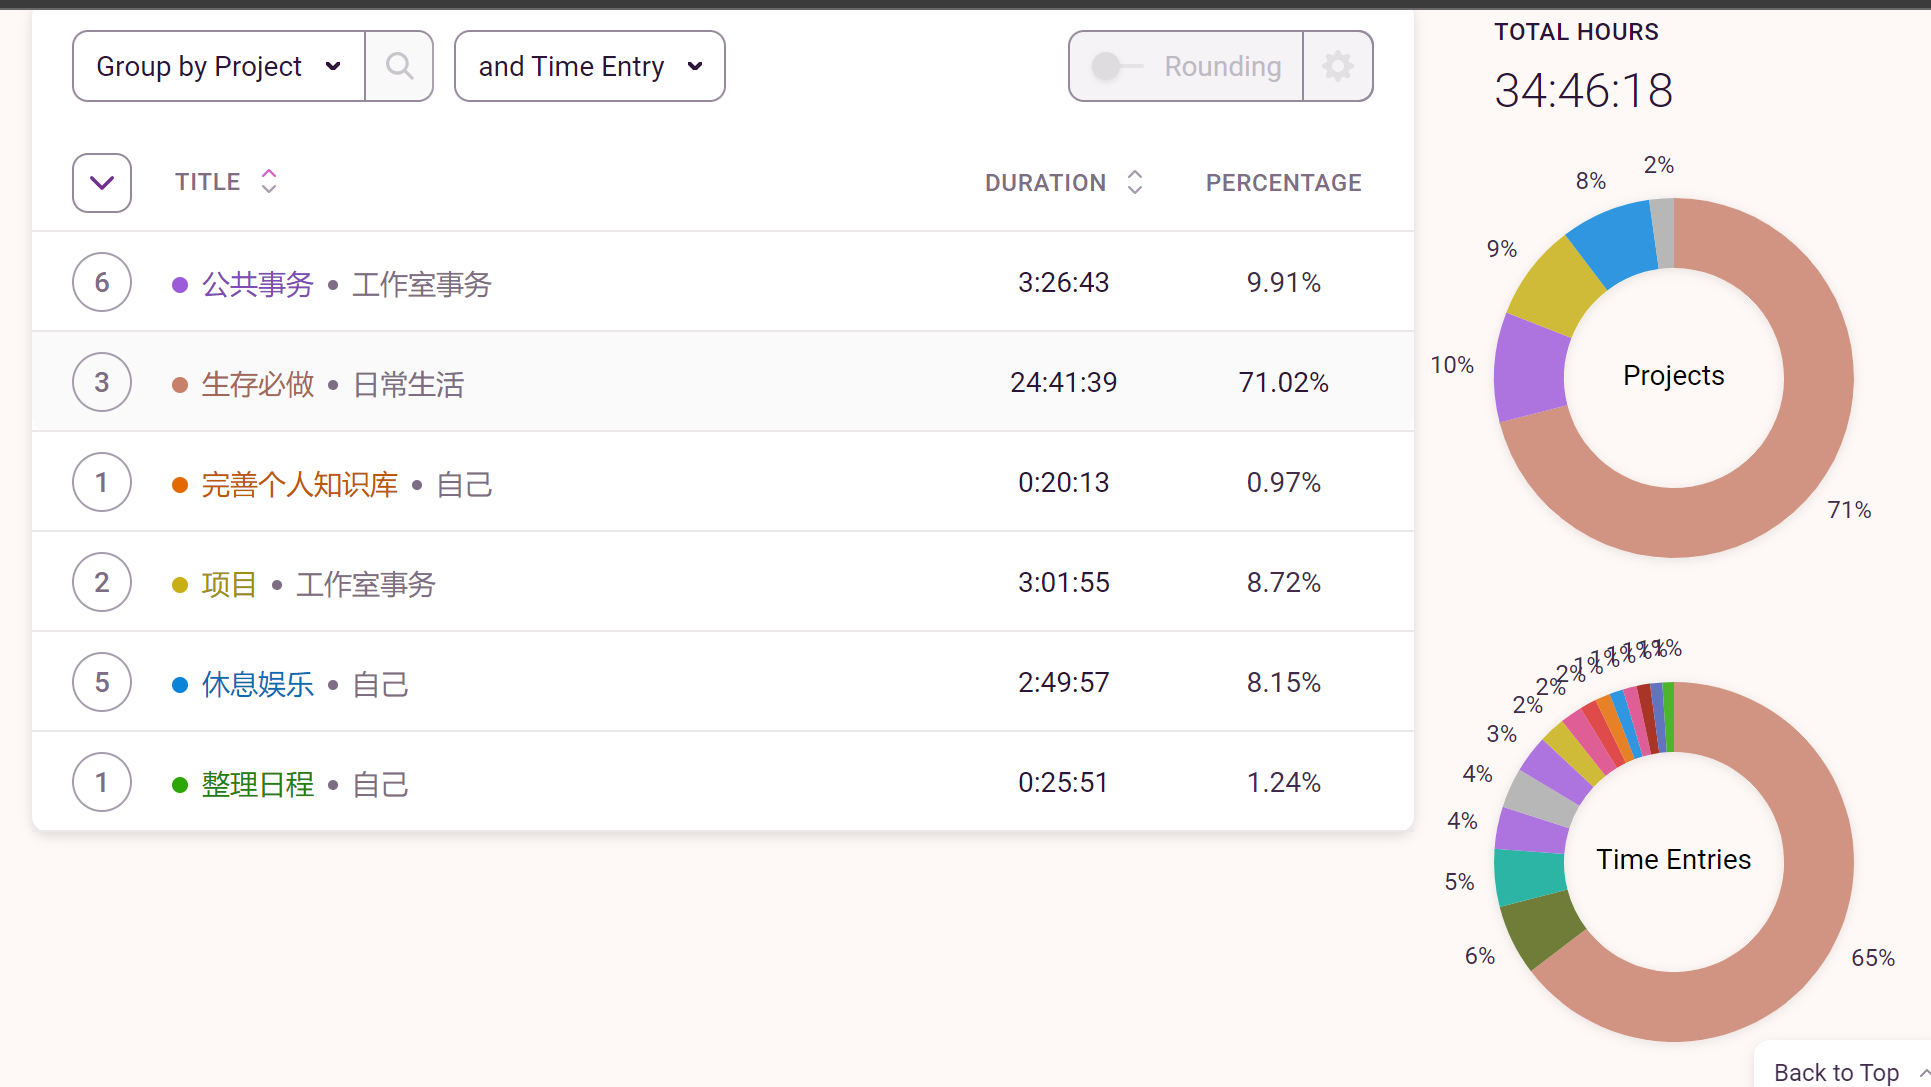 Group by Project
and Time Entry
Rounding
TITLE DURATION PERCENTAGE
6 公共事务 • 工作室事务 3:26:43 9.91%
3 生存必做 • 日常生活 24:41:39 71.02%
1 完善个人知识库 • 自己 0:20:13 0.97%
2 项目 • 工作室事务 3:01:55 8.72%
5 休息娱乐 • 自己 2:49:57 8.15%
1 整理日程 • 自己 0:25:51 1.24%
TOTAL HOURS
34:46:18
2%
8%
9%
10%
Projects
71%
1%
2%
2%
2%
3%
4%
4%
5%
Time Entries
6%
65%
Back to Top